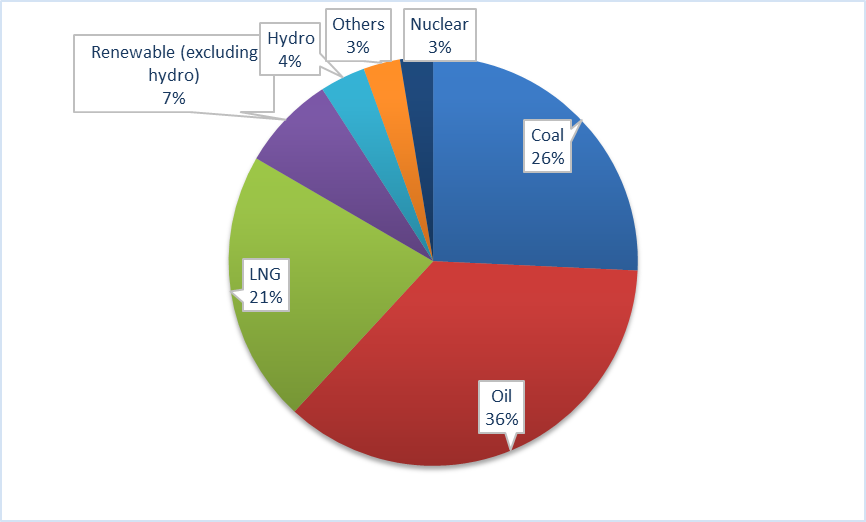 Others
3%
Nuclear
3%
Hydro
4%
Renewable (excluding
hydro)
7%
Coal
26%
LNG
21%
Oil
36%